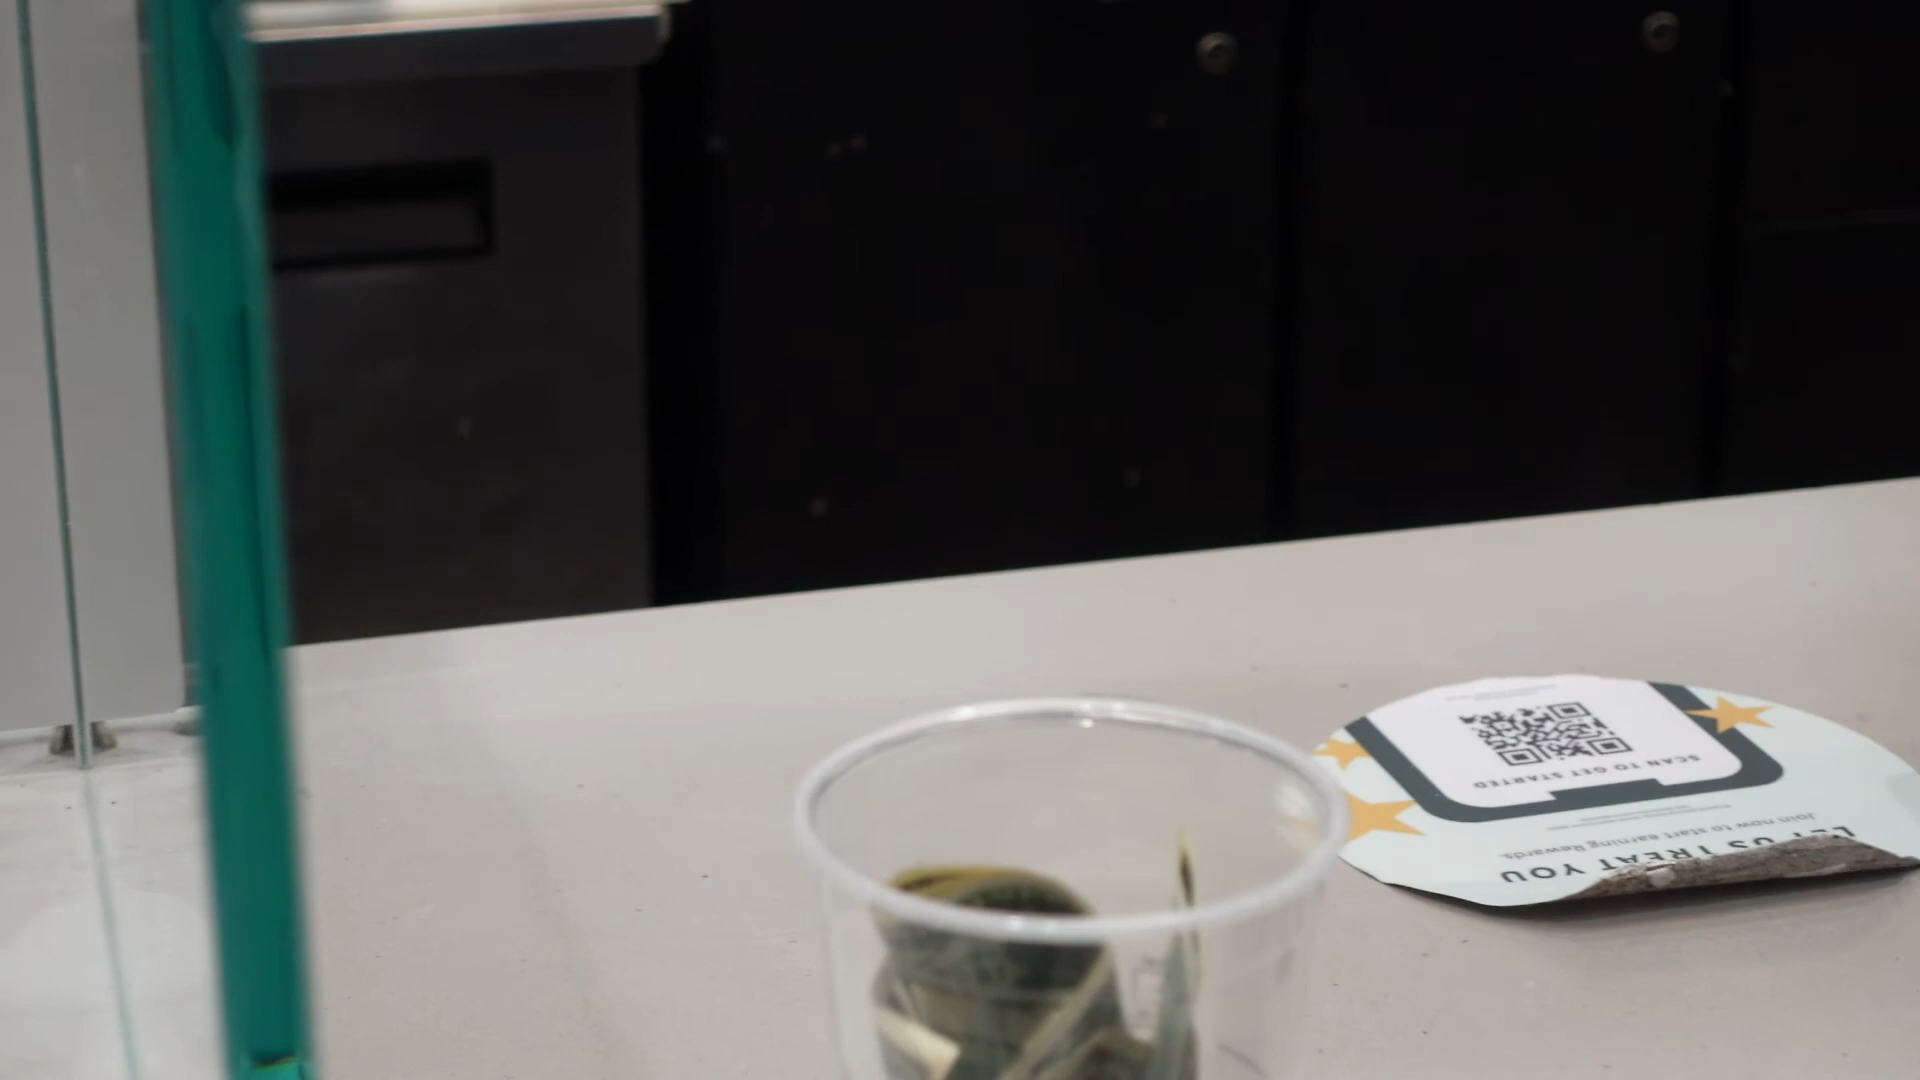 LET US TREAT YOU
Join now to start earning Rewards.
SCAN TO GET STARTED